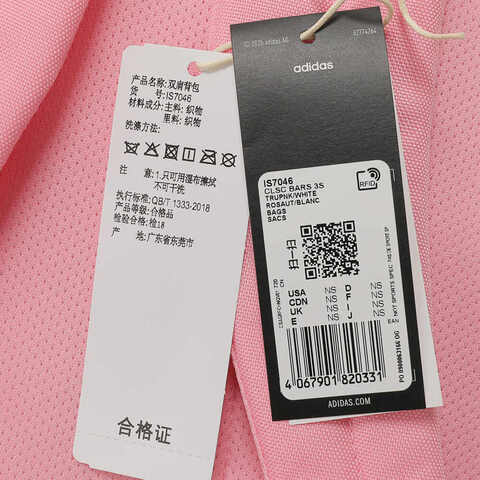 产品名称:双肩背包
货 号:IS7046
材料成分:主料:织物
里料:织物
洗涤方法:
注 意:1.只可用湿布擦拭
不可干洗
执行标准:QB/T 1333-2018
产品等级:合格品
检验合格:检18
产 地:广东省东莞市
合格证
adidas
RFID
IS7046
CLSC BARS 3S
TRUPNK/WHITE
ROSAUT/BLANC
BAGS
SACS
扫一扫
USA NS D NS
CDN NS F NS
UK NS I NS
E NS J NS
EAN
4 067901 820331
ADIDAS.COM